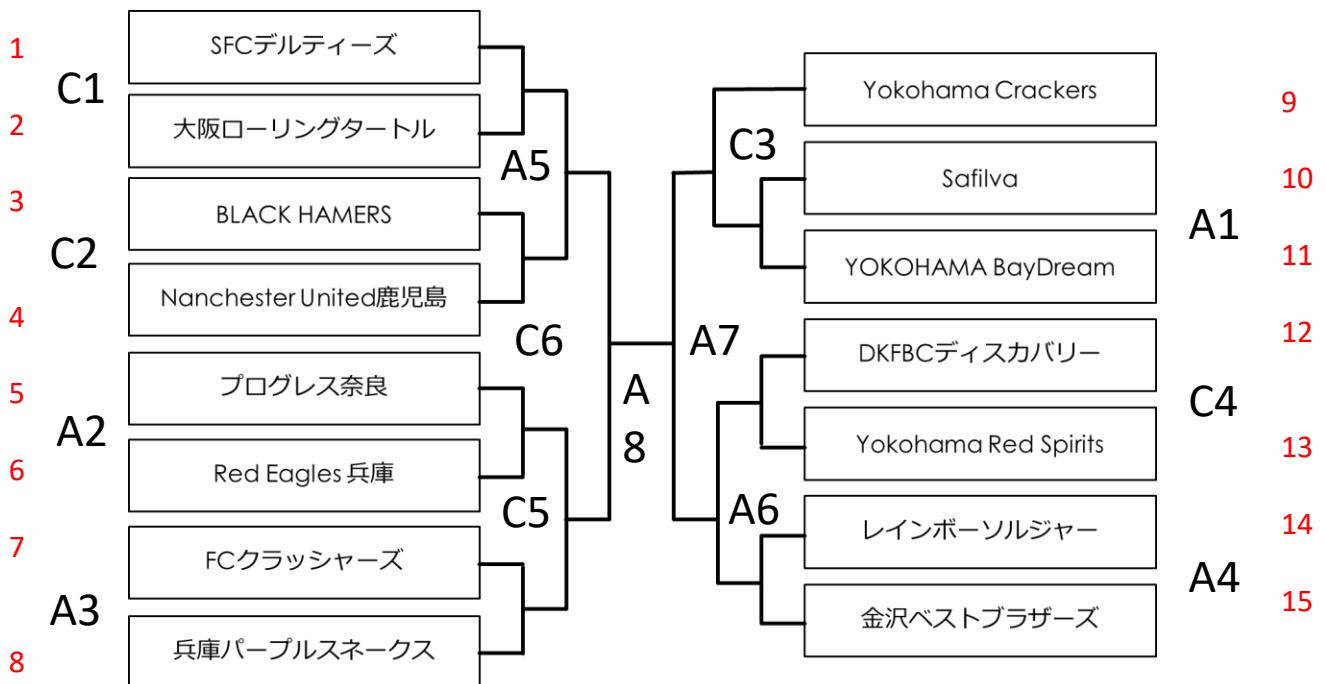 1
SFCデルティーズ
C1
2
大阪ローリングタートル
A5
3
BLACK HAMERS
C2
4
Nanchester United鹿児島
C6
5
プログレス奈良
A2
6
Red Eagles 兵庫
C5
7
FCクラッシャーズ
A3
8
兵庫パープルスネークス
A
8
Yokohama Crackers
9
C3
Safilva
10
A1
YOKOHAMA BayDream
11
A7
DKFBCディスカバリー
12
C4
Yokohama Red Spirits
13
A6
レインボーソルジャー
14
A4
金沢ベストブラザーズ
15